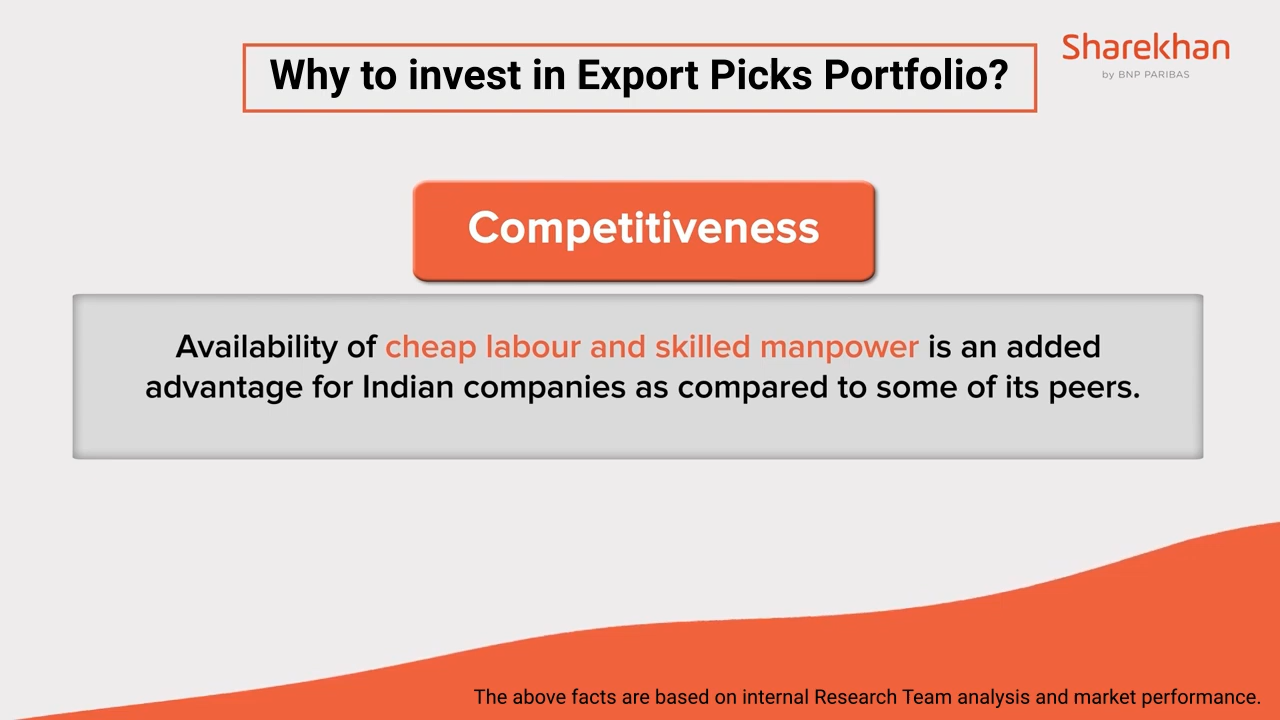 Why to invest in Export Picks Portfolio?
Sharekhan
by BNP PARIBAS
Competitiveness
Availability of cheap labour and skilled manpower is an added
advantage for Indian companies as compared to some of its peers.
The above facts are based on internal Research Team analysis and market performance.